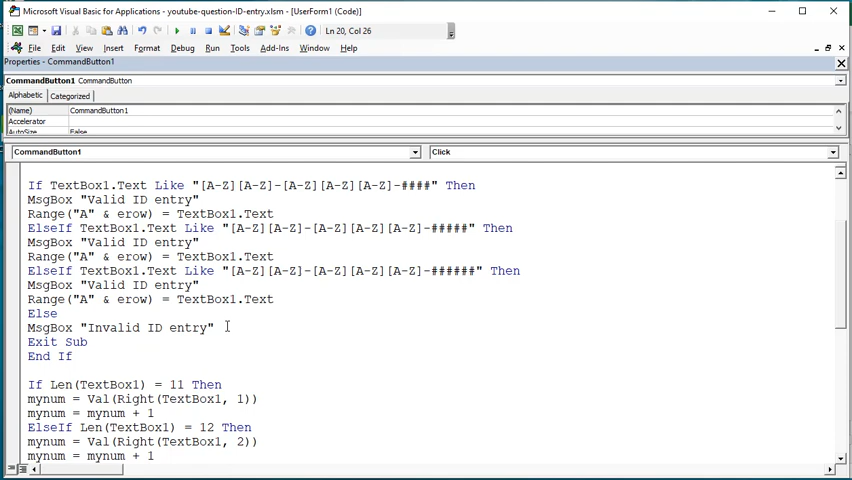 Microsoft Visual Basic for Applications - youtube-question-ID-entry.xlsm - [UserForm1 (Code)]
Ln 20, Col 26
File Edit View Insert Format Debug Run Tools Add-Ins Window Help
Properties - CommandButton1
CommandButton1 CommandButton
Alphabetic Categorized
(Name) CommandButton1
Accelerator
AutoSize False
CommandButton1 Click
If TextBox1.Text Like "[A-Z][A-Z]-[A-Z][A-Z][A-Z]-####" Then
MsgBox "Valid ID entry"
Range("A" & erow) = TextBox1.Text
ElseIf TextBox1.Text Like "[A-Z][A-Z]-[A-Z][A-Z][A-Z]-#####" Then
MsgBox "Valid ID entry"
Range("A" & erow) = TextBox1.Text
ElseIf TextBox1.Text Like "[A-Z][A-Z]-[A-Z][A-Z][A-Z]-######" Then
MsgBox "Valid ID entry"
Range("A" & erow) = TextBox1.Text
Else
MsgBox "Invalid ID entry"
Exit Sub
End If
If Len(TextBox1) = 11 Then
mynum = Val(Right(TextBox1, 1))
mynum = mynum + 1
ElseIf Len(TextBox1) = 12 Then
mynum = Val(Right(TextBox1, 2))
mynum = mynum + 1